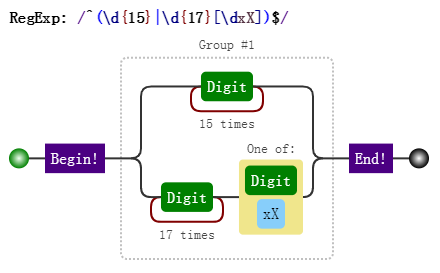 RegExp: /^(\d{15}|\d{17}[\dxX])$/
Group #1
Digit
15 times
One of:
Begin!
Digit
End!
Digit
xX
17 times